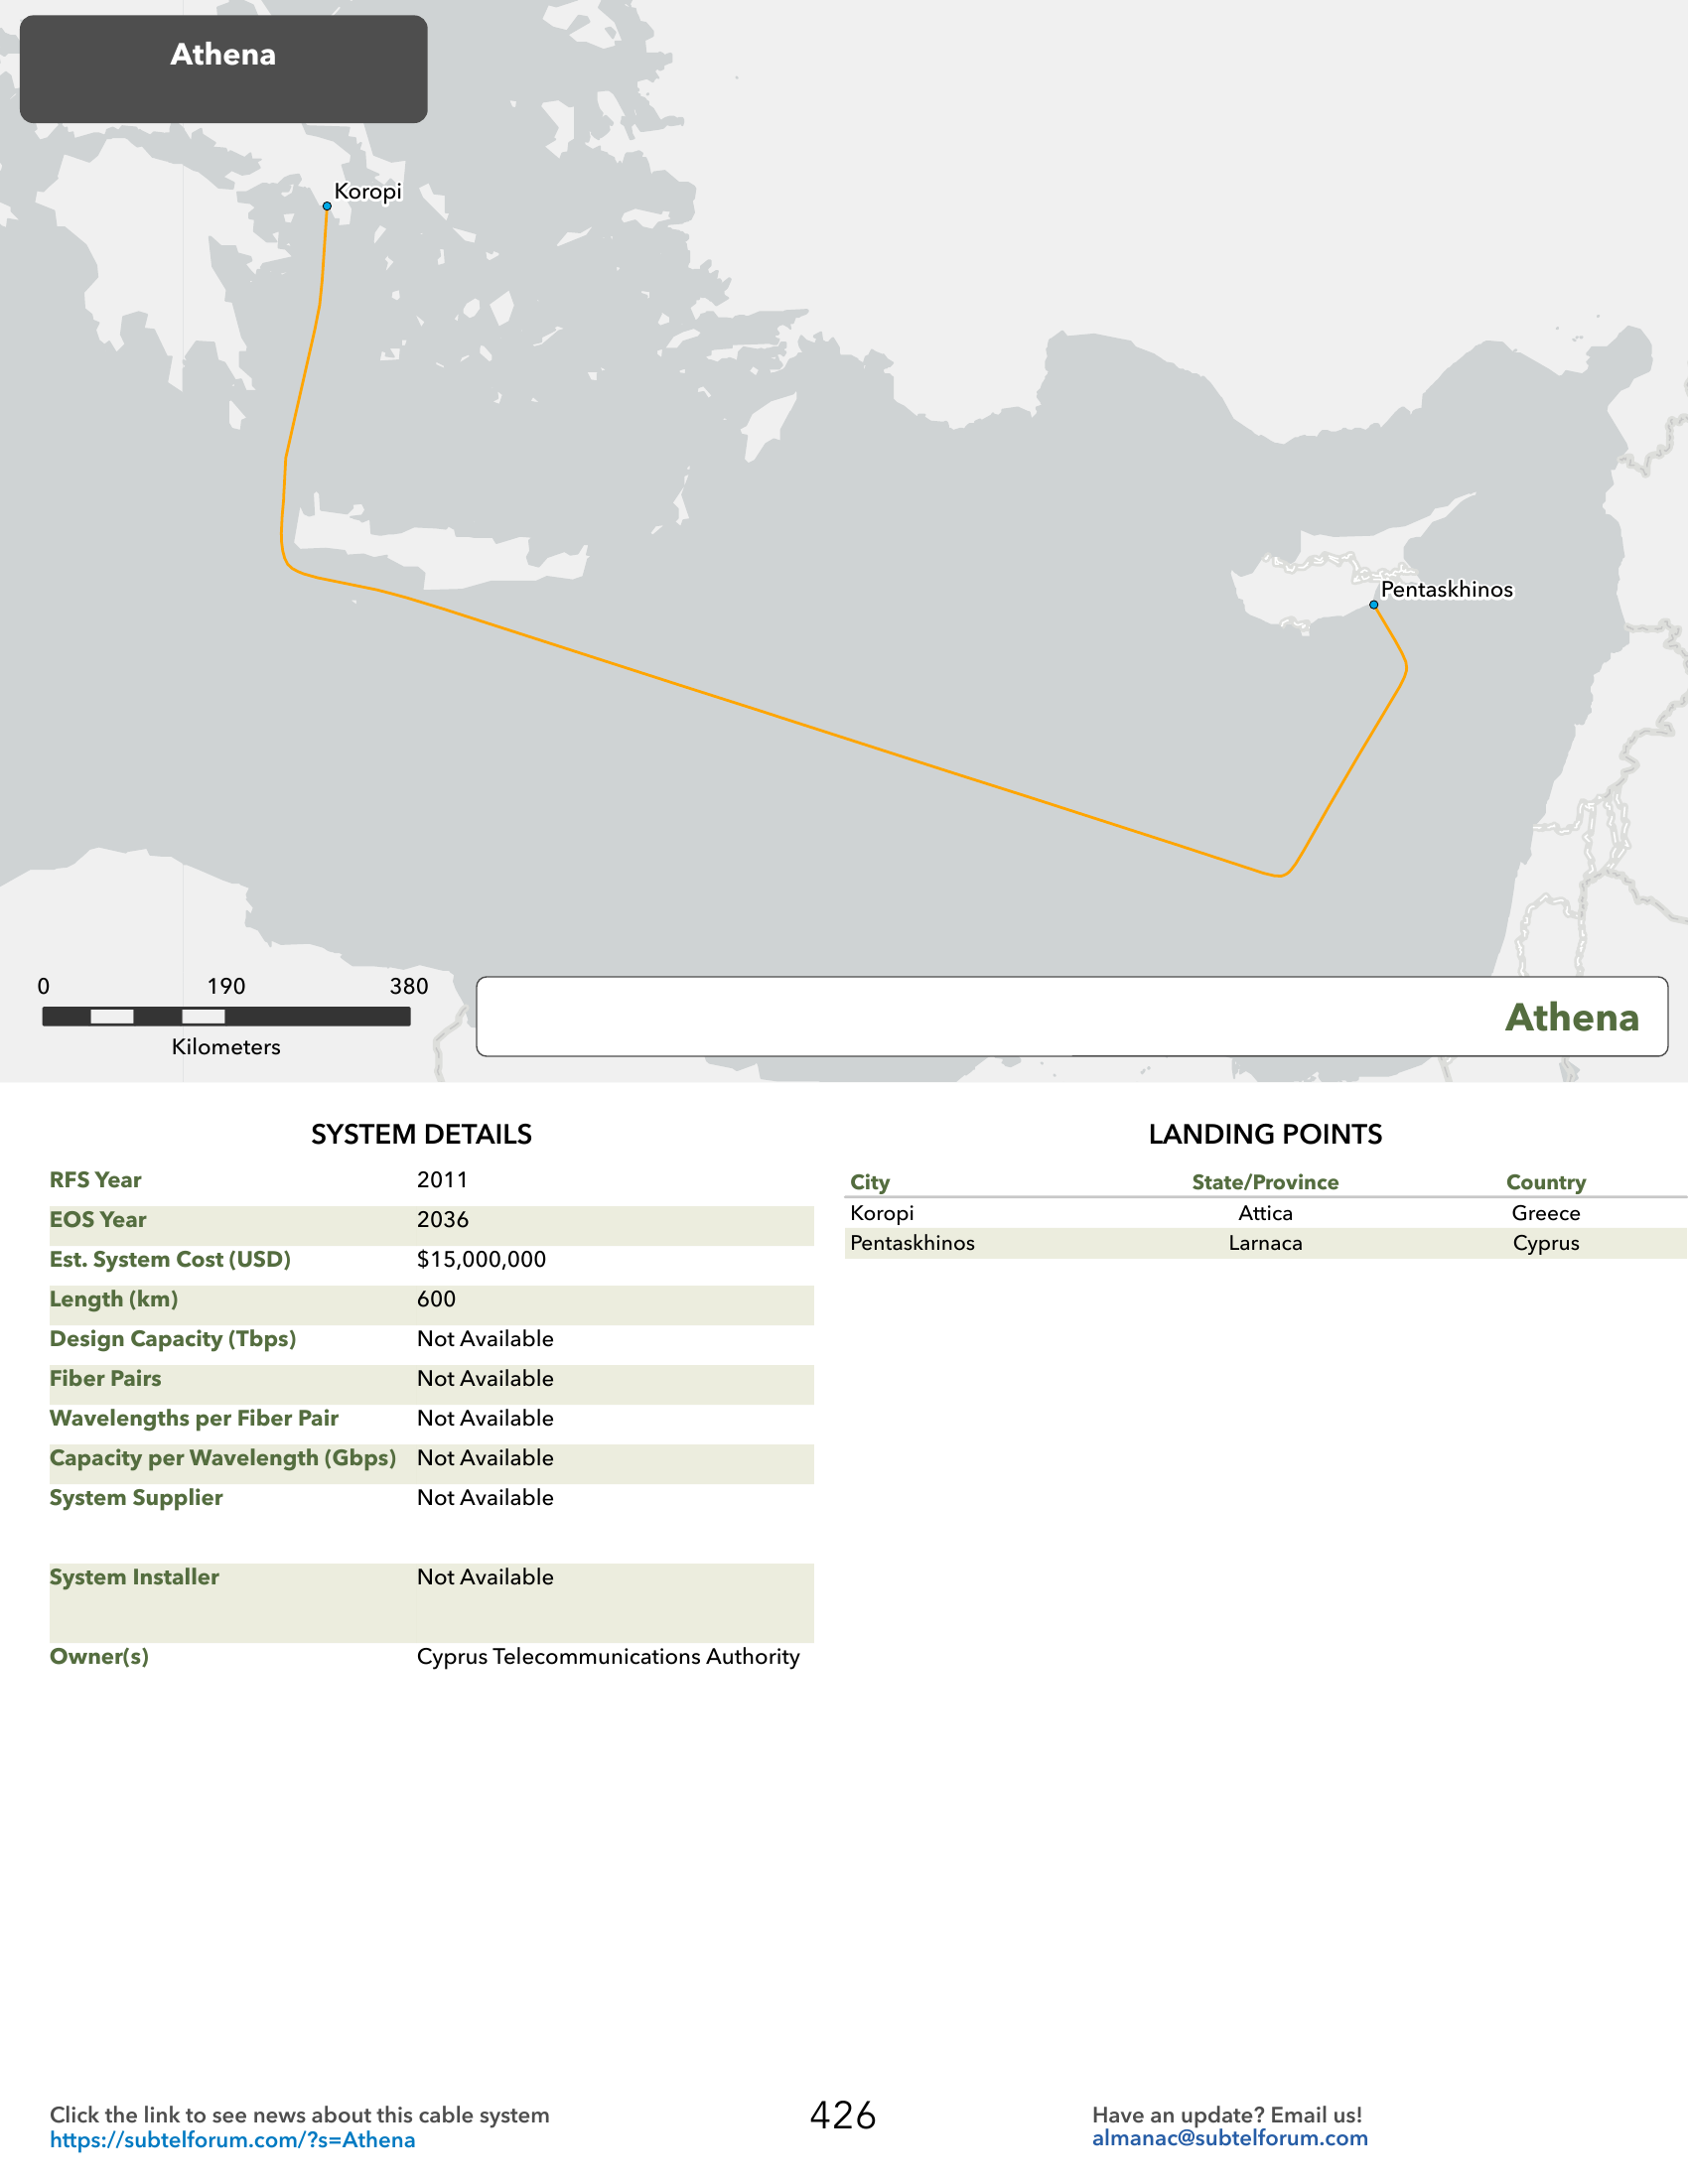 Athena
Koropi
Pentaskhinos
0 190 380
Kilometers
Athena
SYSTEM DETAILS
RFS Year 2011
EOS Year 2036
Est. System Cost (USD) $15,000,000
Length (km) 600
Design Capacity (Tbps) Not Available
Fiber Pairs Not Available
Wavelengths per Fiber Pair Not Available
Capacity per Wavelength (Gbps) Not Available
System Supplier Not Available
System Installer Not Available
Owner(s) Cyprus Telecommunications Authority
LANDING POINTS
City State/Province Country
Koropi Attica Greece
Pentaskhinos Larnaca Cyprus
Click the link to see news about this cable system
https://subtelforum.com/?s=Athena
426
Have an update? Email us!
almanac@subtelforum.com